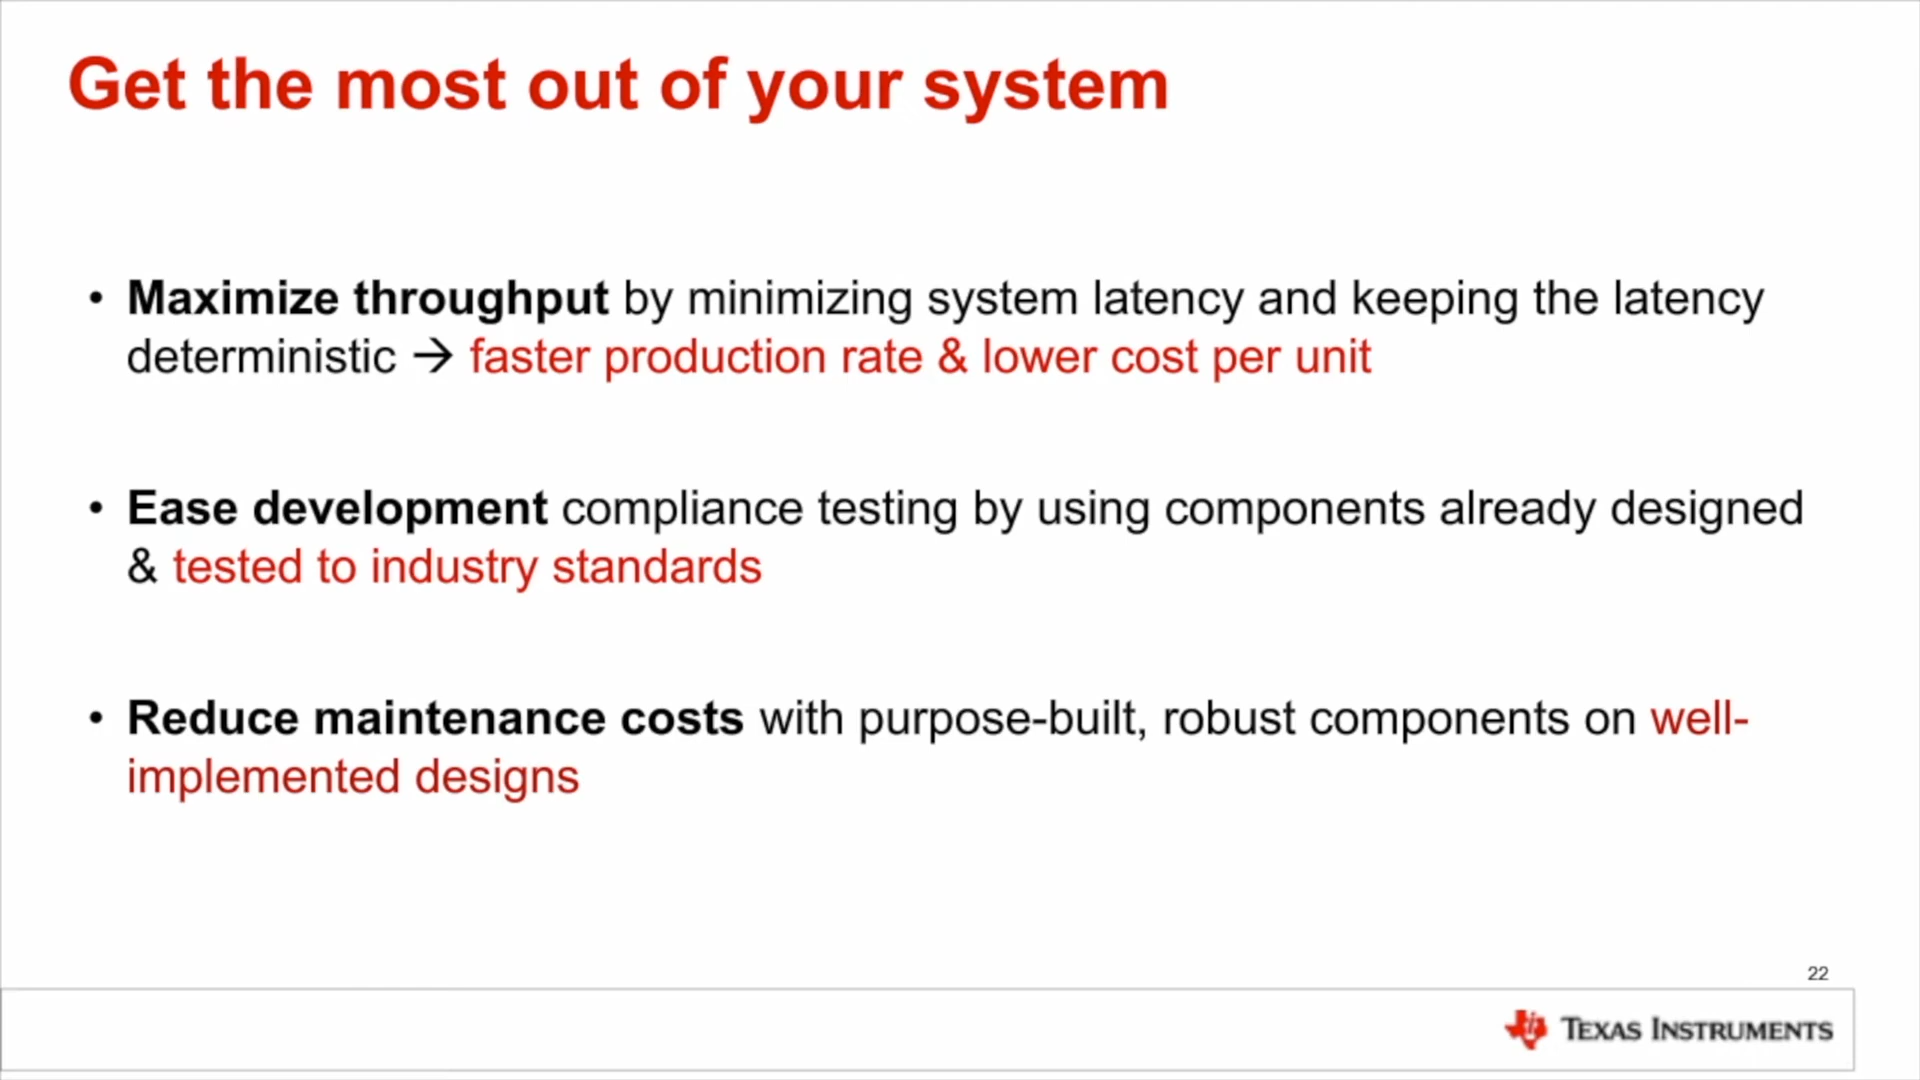 Get the most out of your system
• Maximize throughput by minimizing system latency and keeping the latency
deterministic → faster production rate & lower cost per unit
• Ease development compliance testing by using components already designed
& tested to industry standards
• Reduce maintenance costs with purpose-built, robust components on well-
implemented designs
22
TEXAS INSTRUMENTS